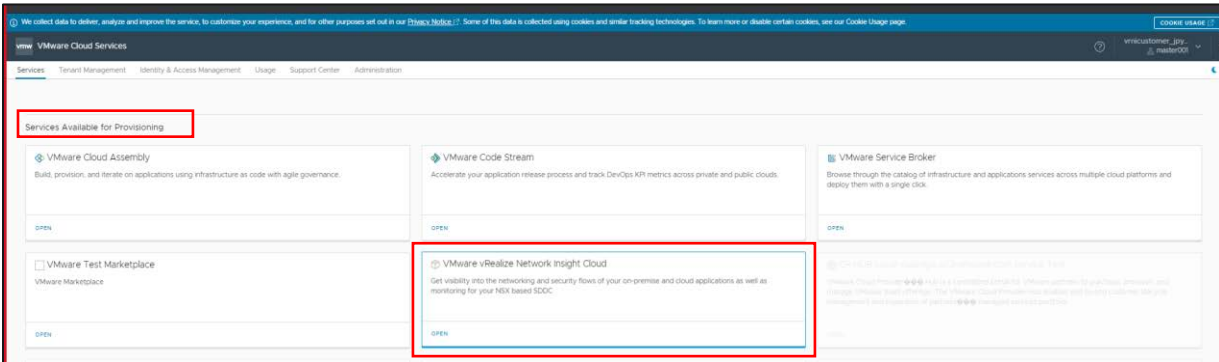 We collect data to deliver, analyze and improve the service, to customize your experience, and for other purposes set out in our Privacy Notice. Some of this data is collected using cookies and similar tracking technologies. To learn more or disable certain cookies, see our Cookie Usage page.
COOKIE USAGE
vmw VMware Cloud Services
vrnicustomer_jpy...
master001
Services Tenant Management Identity & Access Management Usage Support Center Administration
Services Available for Provisioning
VMware Cloud Assembly
Build, provision, and iterate on applications using infrastructure as code with agile governance.
OPEN
VMware Code Stream
Accelerate your application release process and track DevOps KPI metrics across private and public clouds.
OPEN
VMware Service Broker
Browse through the catalog of infrastructure and applications services across multiple cloud platforms and
deploy them with a single click.
OPEN
VMware Test Marketplace
VMware Marketplace
OPEN
VMware vRealize Network Insight Cloud
Get visibility into the networking and security flows of your on-premise and cloud applications as well as
monitoring for your NSX based SDDC
OPEN